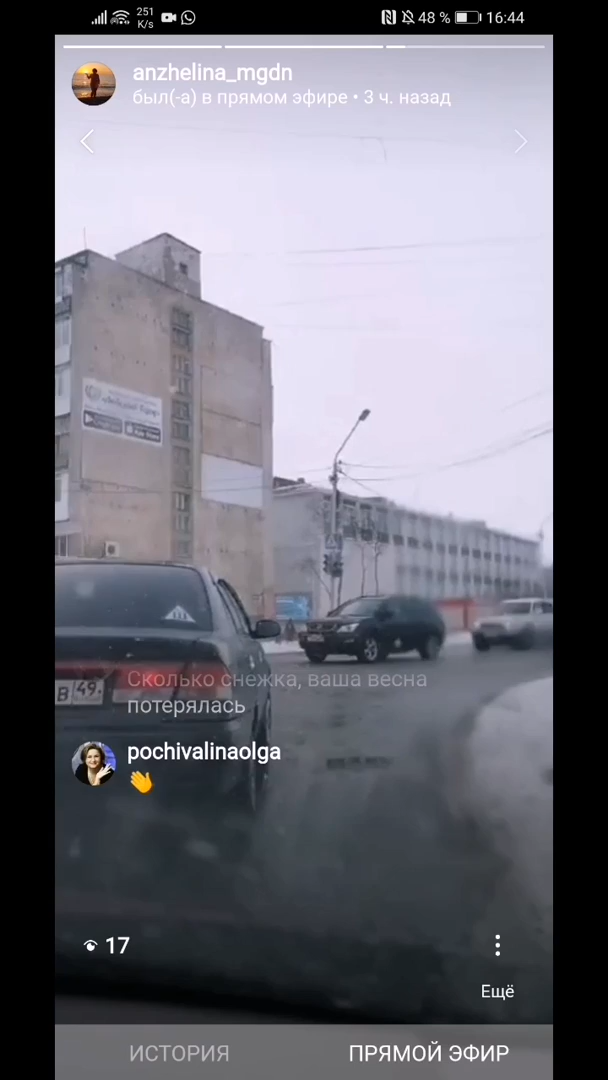 251
K/s
48 %
16:44
anzhelina_mgdn
был(-а) в прямом эфире • 3 ч. назад
Сколько снежка, ваша весна
потерялась
В 49
pochivalinaolga
👏
17
Ещё
ИСТОРИЯ
ПРЯМОЙ ЭФИР